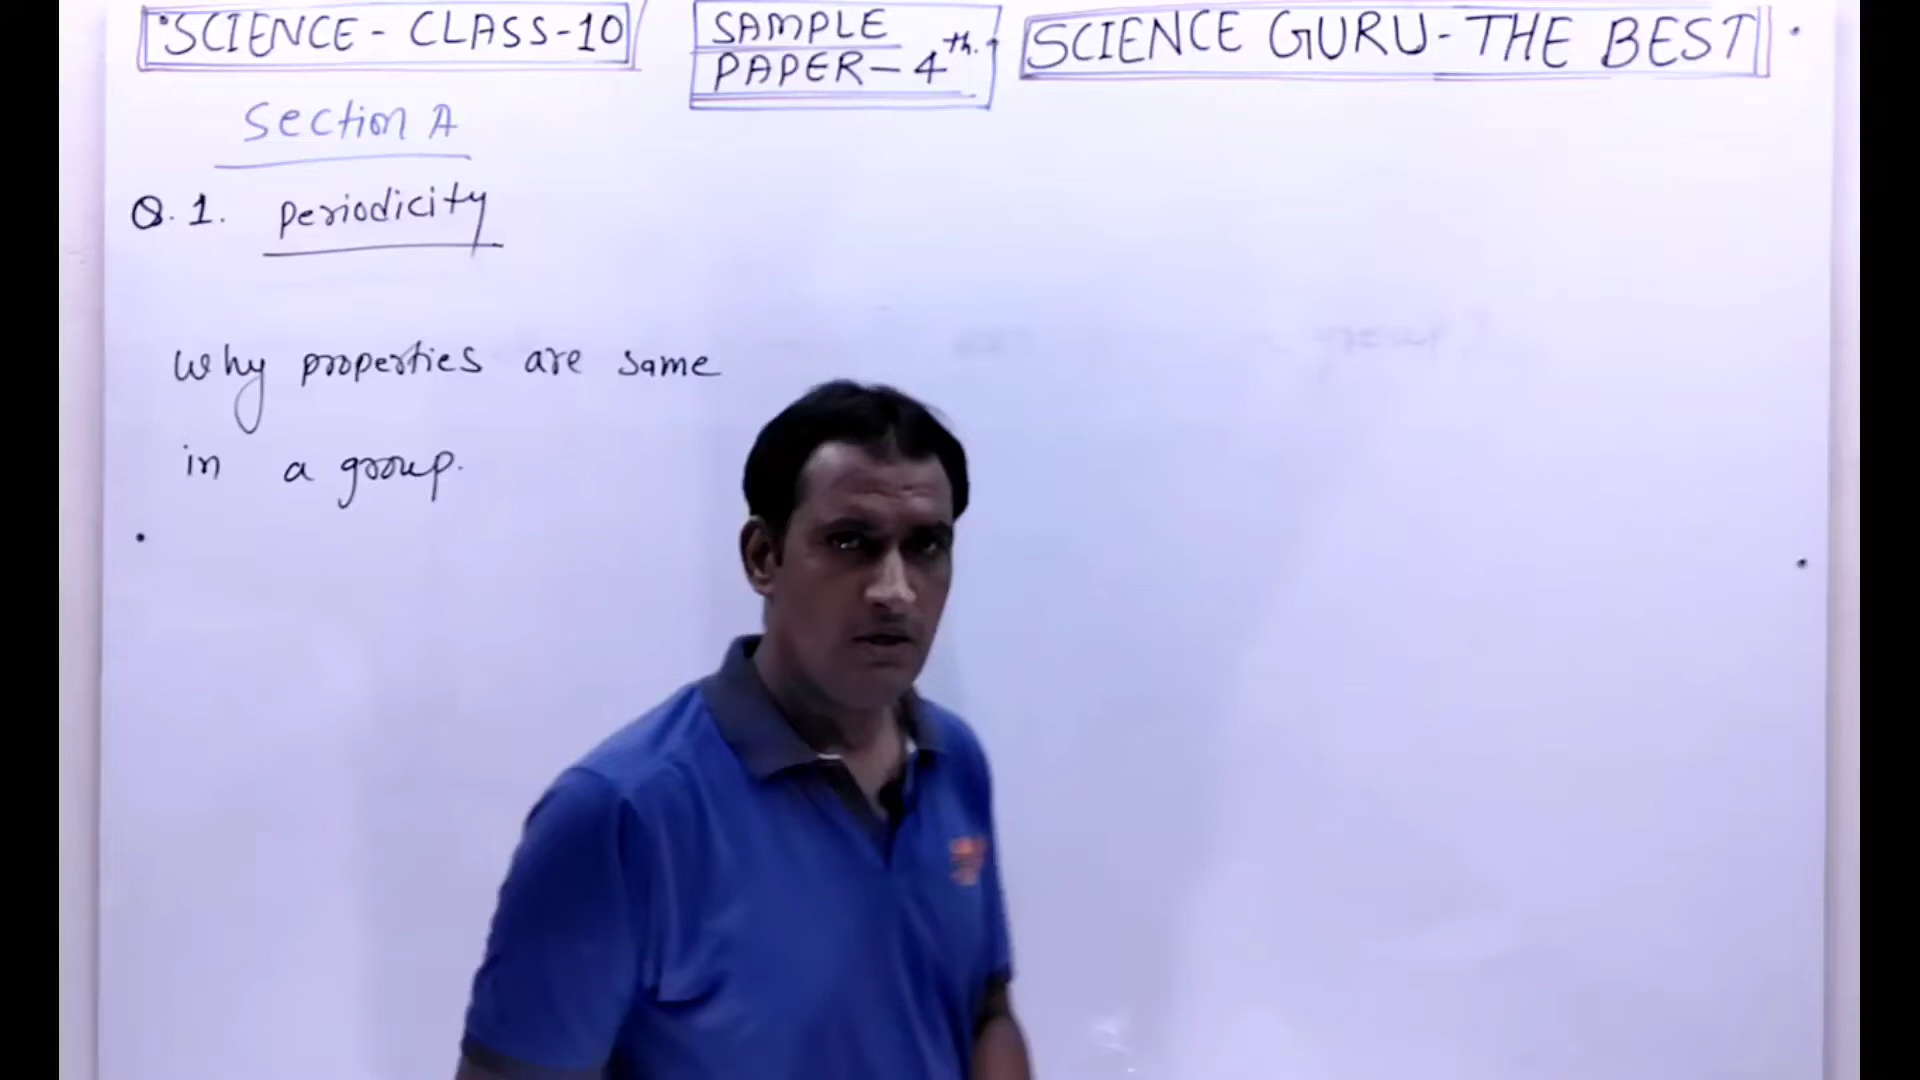 SCIENCE - CLASS-10
SAMPLE
PAPER - 4th.
SCIENCE GURU - THE BEST
Section A
Q. 1. Periodicity
Why properties are same
in a group.